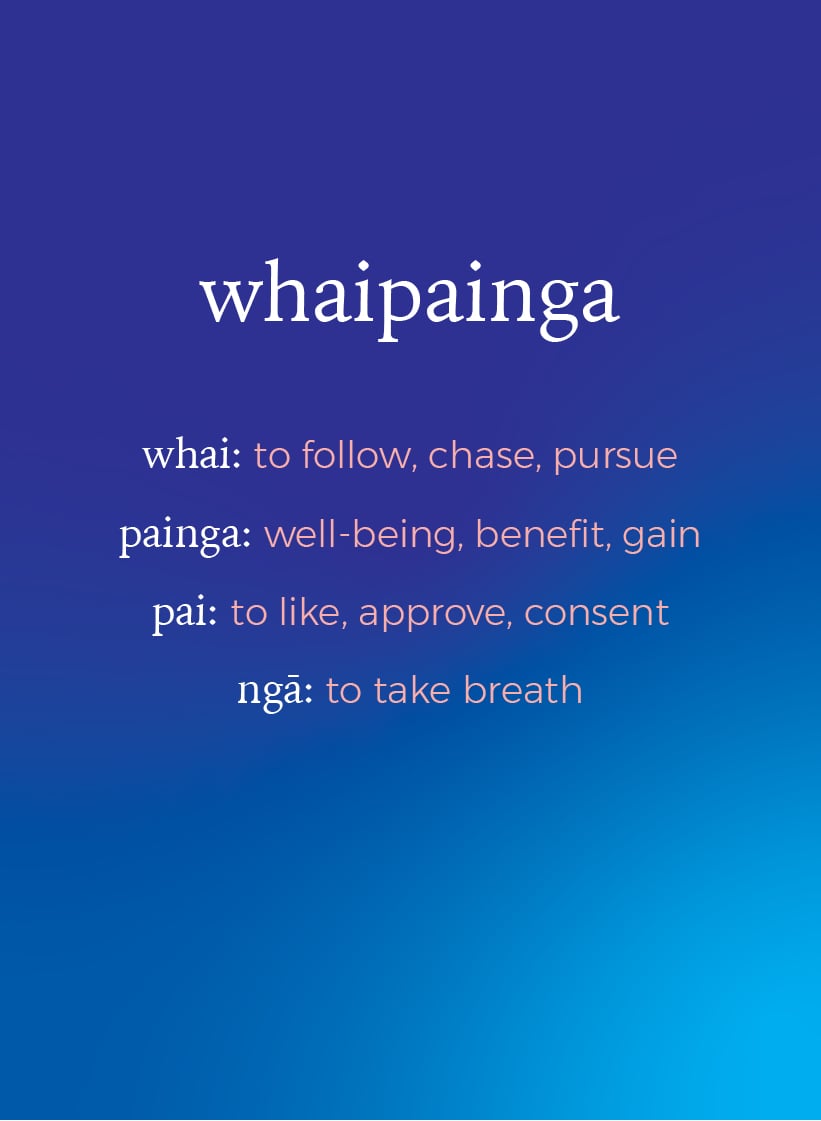 whaipainga
whai: to follow, chase, pursue
painga: well-being, benefit, gain
pai: to like, approve, consent
ngā: to take breath